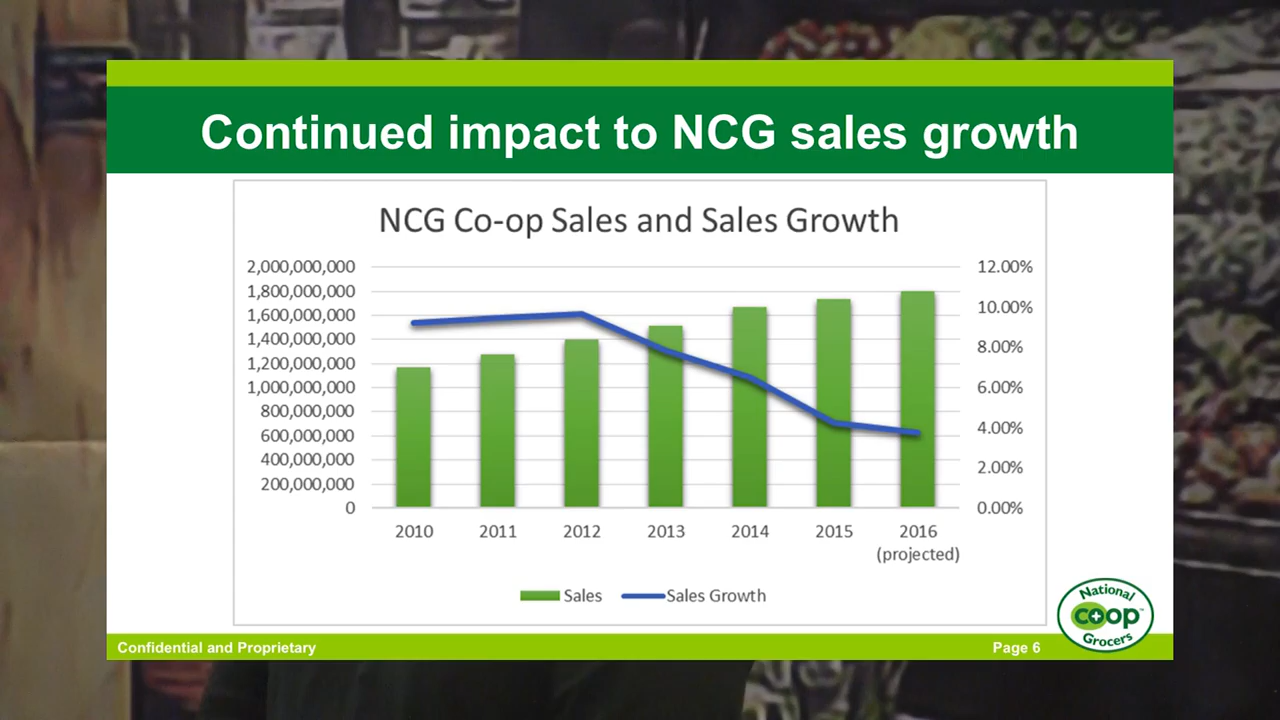 Continued impact to NCG sales growth
NCG Co-op Sales and Sales Growth
2,000,000,000
1,800,000,000
1,600,000,000
1,400,000,000
1,200,000,000
1,000,000,000
800,000,000
600,000,000
400,000,000
200,000,000
0
12.00%
10.00%
8.00%
6.00%
4.00%
2.00%
0.00%
2010 2011 2012 2013 2014 2015 2016
(projected)
Sales Sales Growth
National
co+op™
Grocers
Confidential and Proprietary Page 6